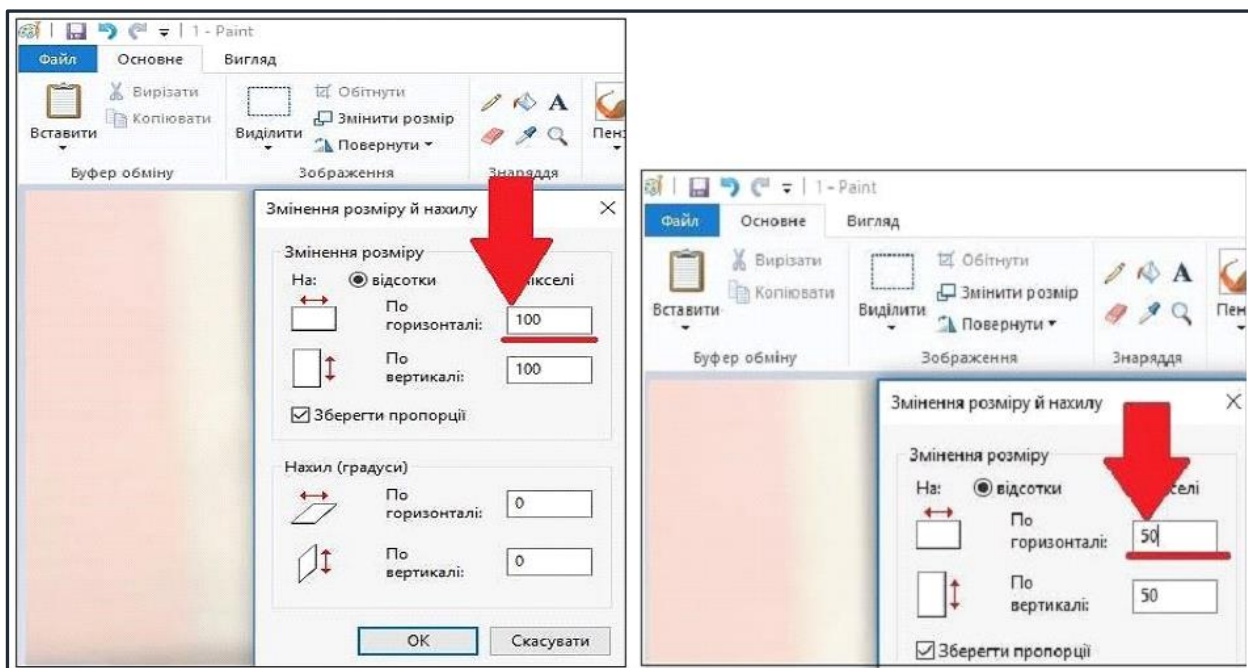 1 - Paint
Файл Основне Вигляд
Вирізати
Копіювати
Вставити
Буфер обміну
Обітнути
Змінити розмір
Повернути
Виділити
Зображення
A
Знаряддя
Змінення розміру й нахилу
Змінення розміру
На: відсотки
По горизонталі: 100
По вертикалі: 100
Зберегти пропорції
Нахил (градуси)
По горизонталі: 0
По вертикалі: 0
OK Скасувати
1 - Paint
Файл Основне Вигляд
Вирізати
Копіювати
Вставити
Буфер обміну
Обітнути
Змінити розмір
Повернути
Виділити
Зображення
A
Знаряддя
Змінення розміру й нахилу
Змінення розміру
На: відсотки
По горизонталі: 50
По вертикалі: 50
Зберегти пропорції